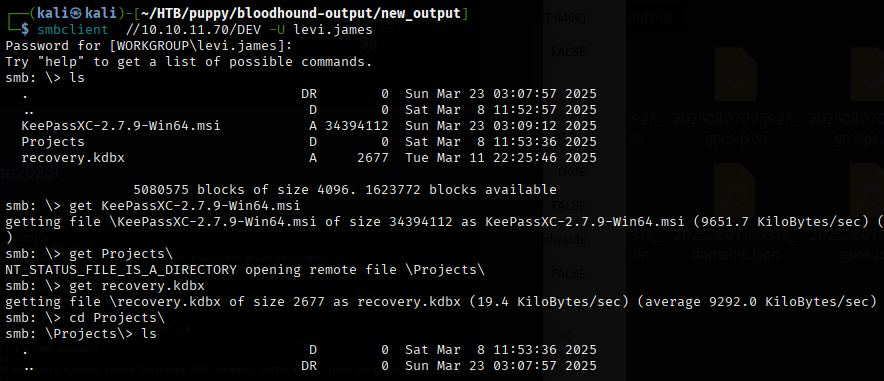 ┌──(kali㉿kali)-[~/HTB/puppy/bloodhound-output/new_output]
└─$ smbclient  //10.10.11.70/DEV -U levi.james
Password for [WORKGROUP\levi.james]:
Try "help" to get a list of possible commands.
smb: \> ls
  .                                  DR        0  Sun Mar 23 03:07:57 2025
  ..                                  D        0  Sat Mar  8 11:52:57 2025
  KeePassXC-2.7.9-Win64.msi           A 34394112  Sun Mar 23 03:09:12 2025
  Projects                            D        0  Sat Mar  8 11:53:36 2025
  recovery.kdbx                       A     2677  Tue Mar 11 22:25:46 2025

                5080575 blocks of size 4096. 1623772 blocks available
smb: \> get KeePassXC-2.7.9-Win64.msi
getting file \KeePassXC-2.7.9-Win64.msi of size 34394112 as KeePassXC-2.7.9-Win64.msi (9651.7 KiloBytes/sec) (
)
smb: \> get Projects\
NT_STATUS_FILE_IS_A_DIRECTORY opening remote file \Projects\
smb: \> get recovery.kdbx
getting file \recovery.kdbx of size 2677 as recovery.kdbx (19.4 KiloBytes/sec) (average 9292.0 KiloBytes/sec)
smb: \> cd Projects\
smb: \Projects\> ls
  .                                   D        0  Sat Mar  8 11:53:36 2025
  ..                                 DR        0  Sun Mar 23 03:07:57 2025